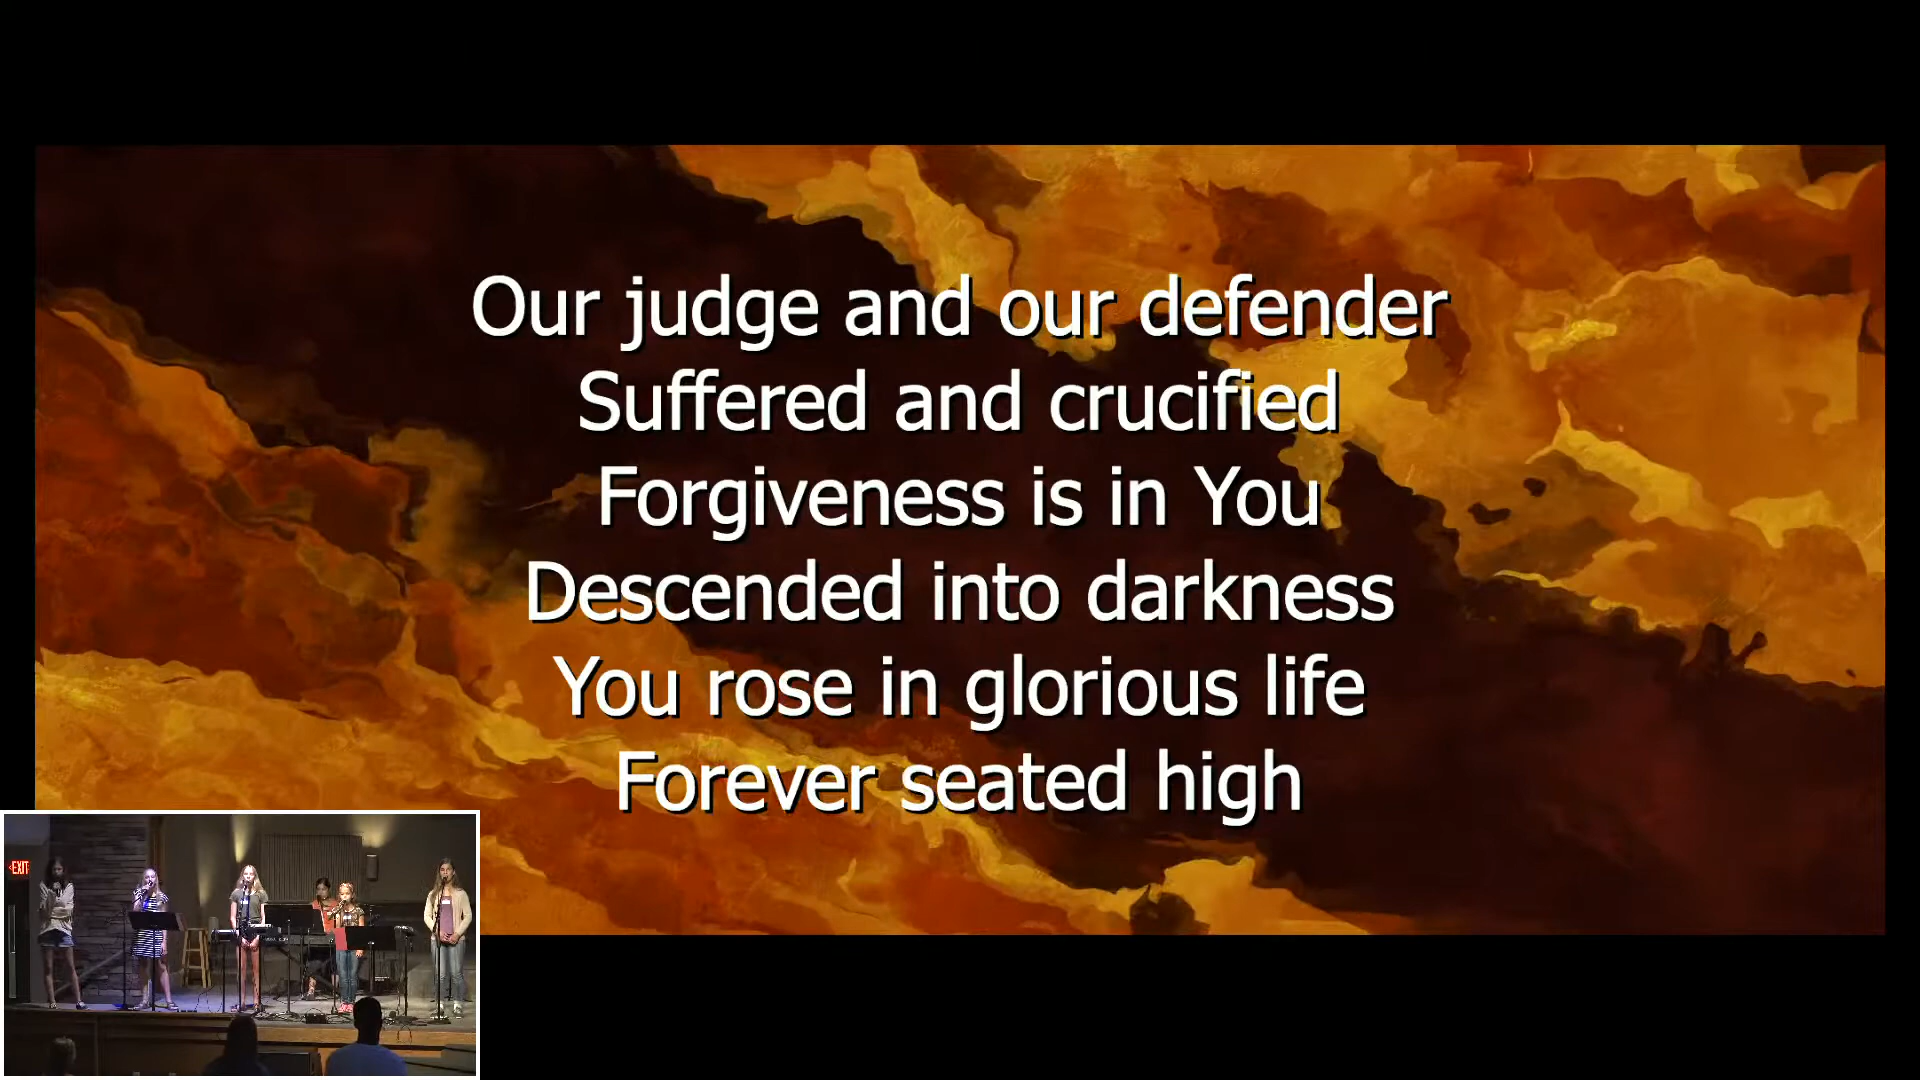 Our judge and our defender
Suffered and crucified
Forgiveness is in You
Descended into darkness
You rose in glorious life
Forever seated high
EXIT